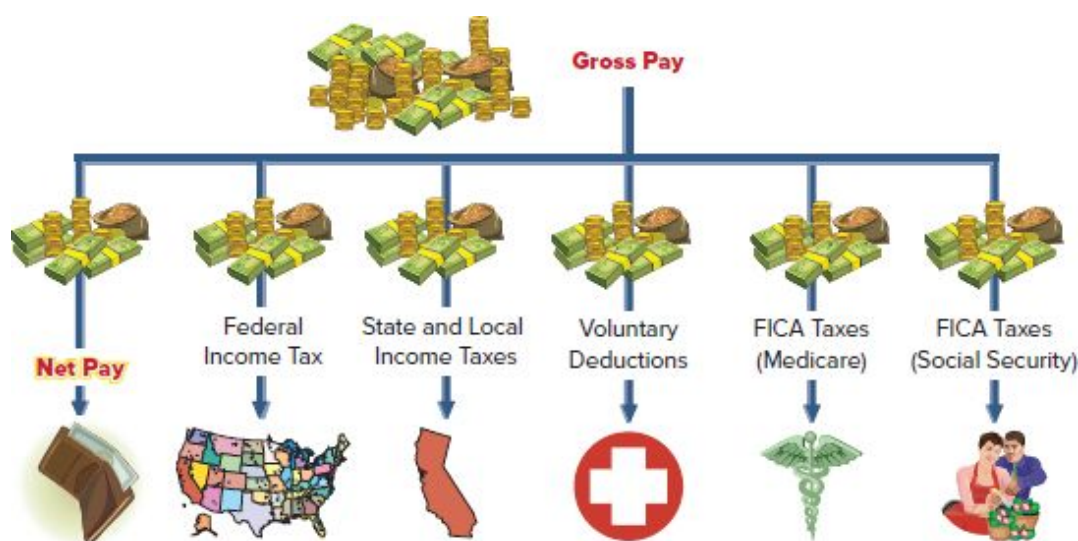 Gross Pay
Net Pay
Federal
Income Tax
State and Local
Income Taxes
Voluntary
Deductions
FICA Taxes
(Medicare)
FICA Taxes
(Social Security)